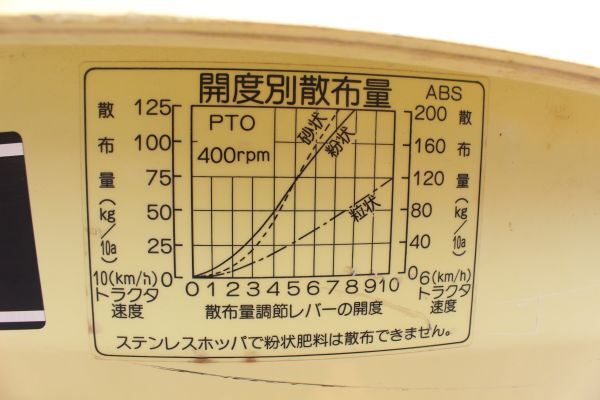 開度別散布量
ABS
散布量(kg/10a)
125
100
75
50
25
0
PTO
400rpm
砂状
粉状
粒状
200
160
120
80
40
0
散布量(kg/10a)
10(km/h)
トラクタ
速度
0 1 2 3 4 5 6 7 8 9 10
6(km/h)
トラクタ
速度
散布量調節レバーの開度
ステンレスホッパで粉状肥料は散布できません。